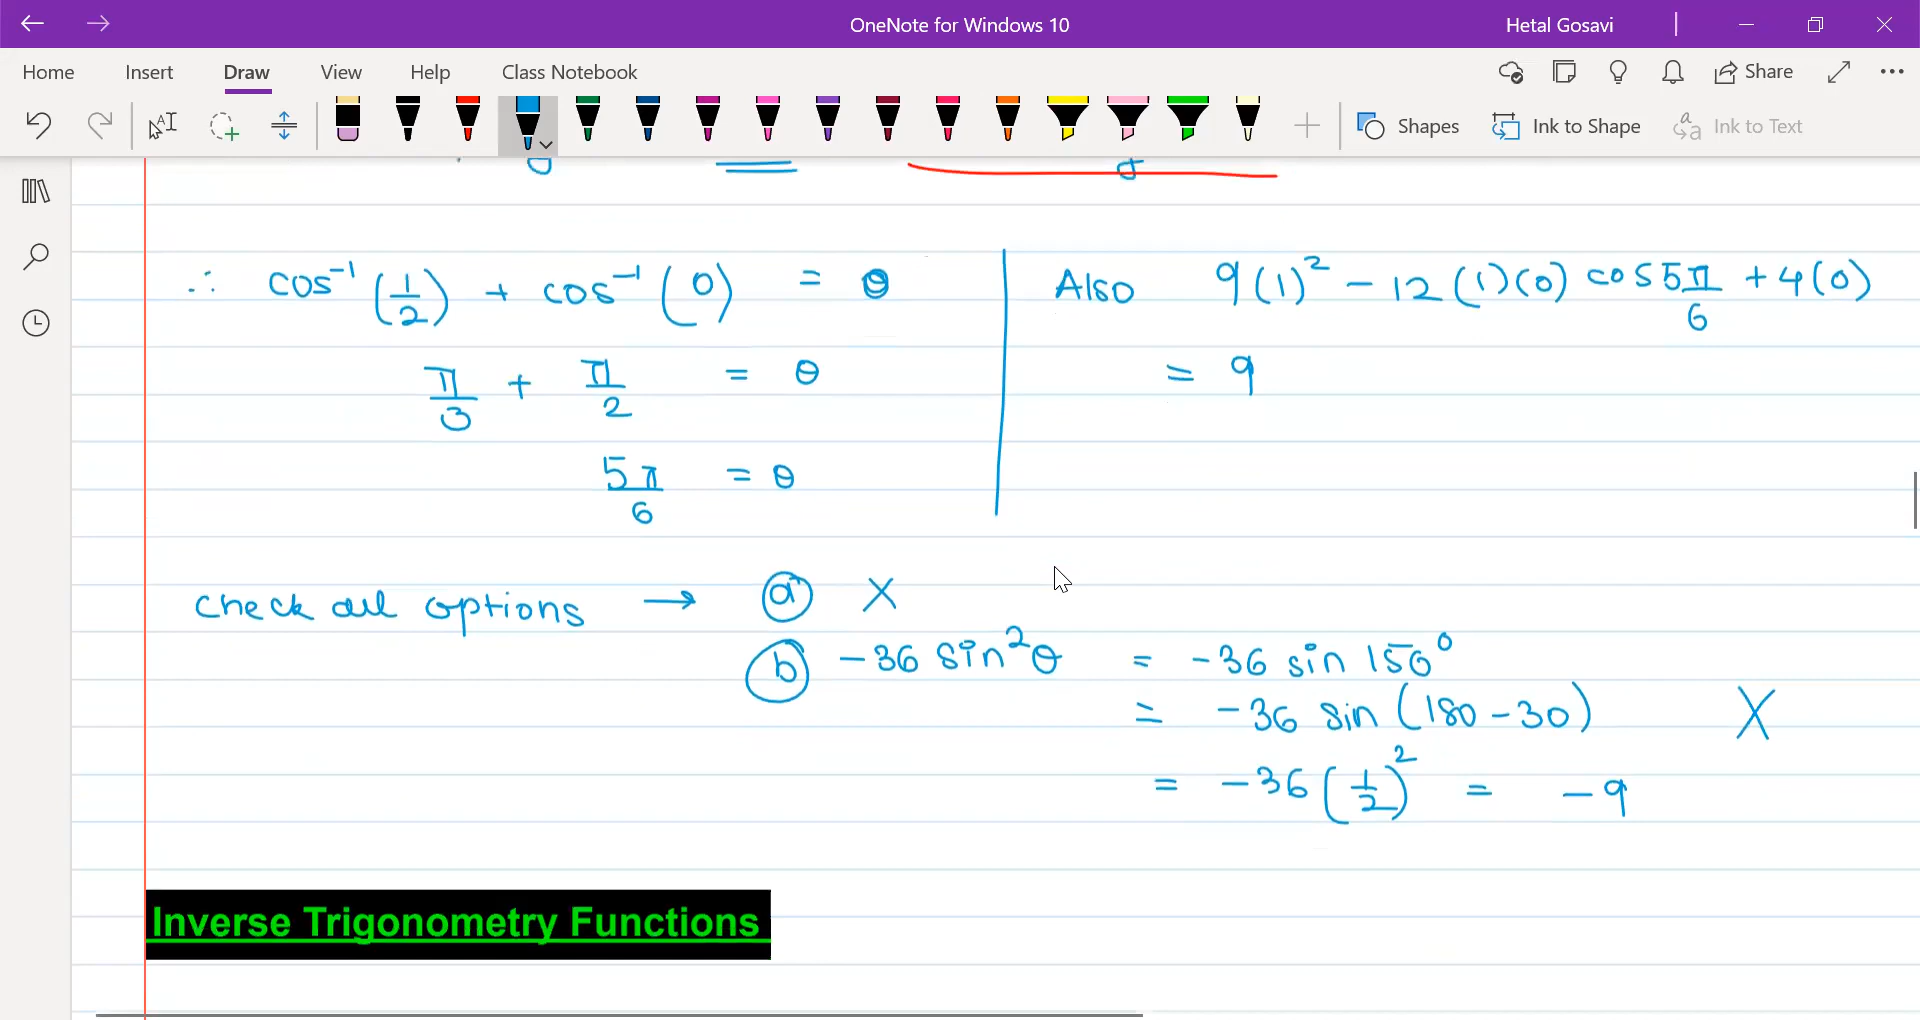 OneNote for Windows 10
Hetal Gosavi
Home Insert Draw View Help Class Notebook Share
Shapes Ink to Shape Ink to Text
∴ cos⁻¹ (1/2) + cos⁻¹ (0) = θ
π/3 + π/2 = θ
5π/6 = θ
Also 9(1)² - 12(1)(0) cos 5π/6 + 4(0)
= 9
check all options → (a) X
(b) -36 sin²θ = -36 sin 150°
= -36 sin (180-30) X
= -36 (1/2)² = -9
Inverse Trigonometry Functions